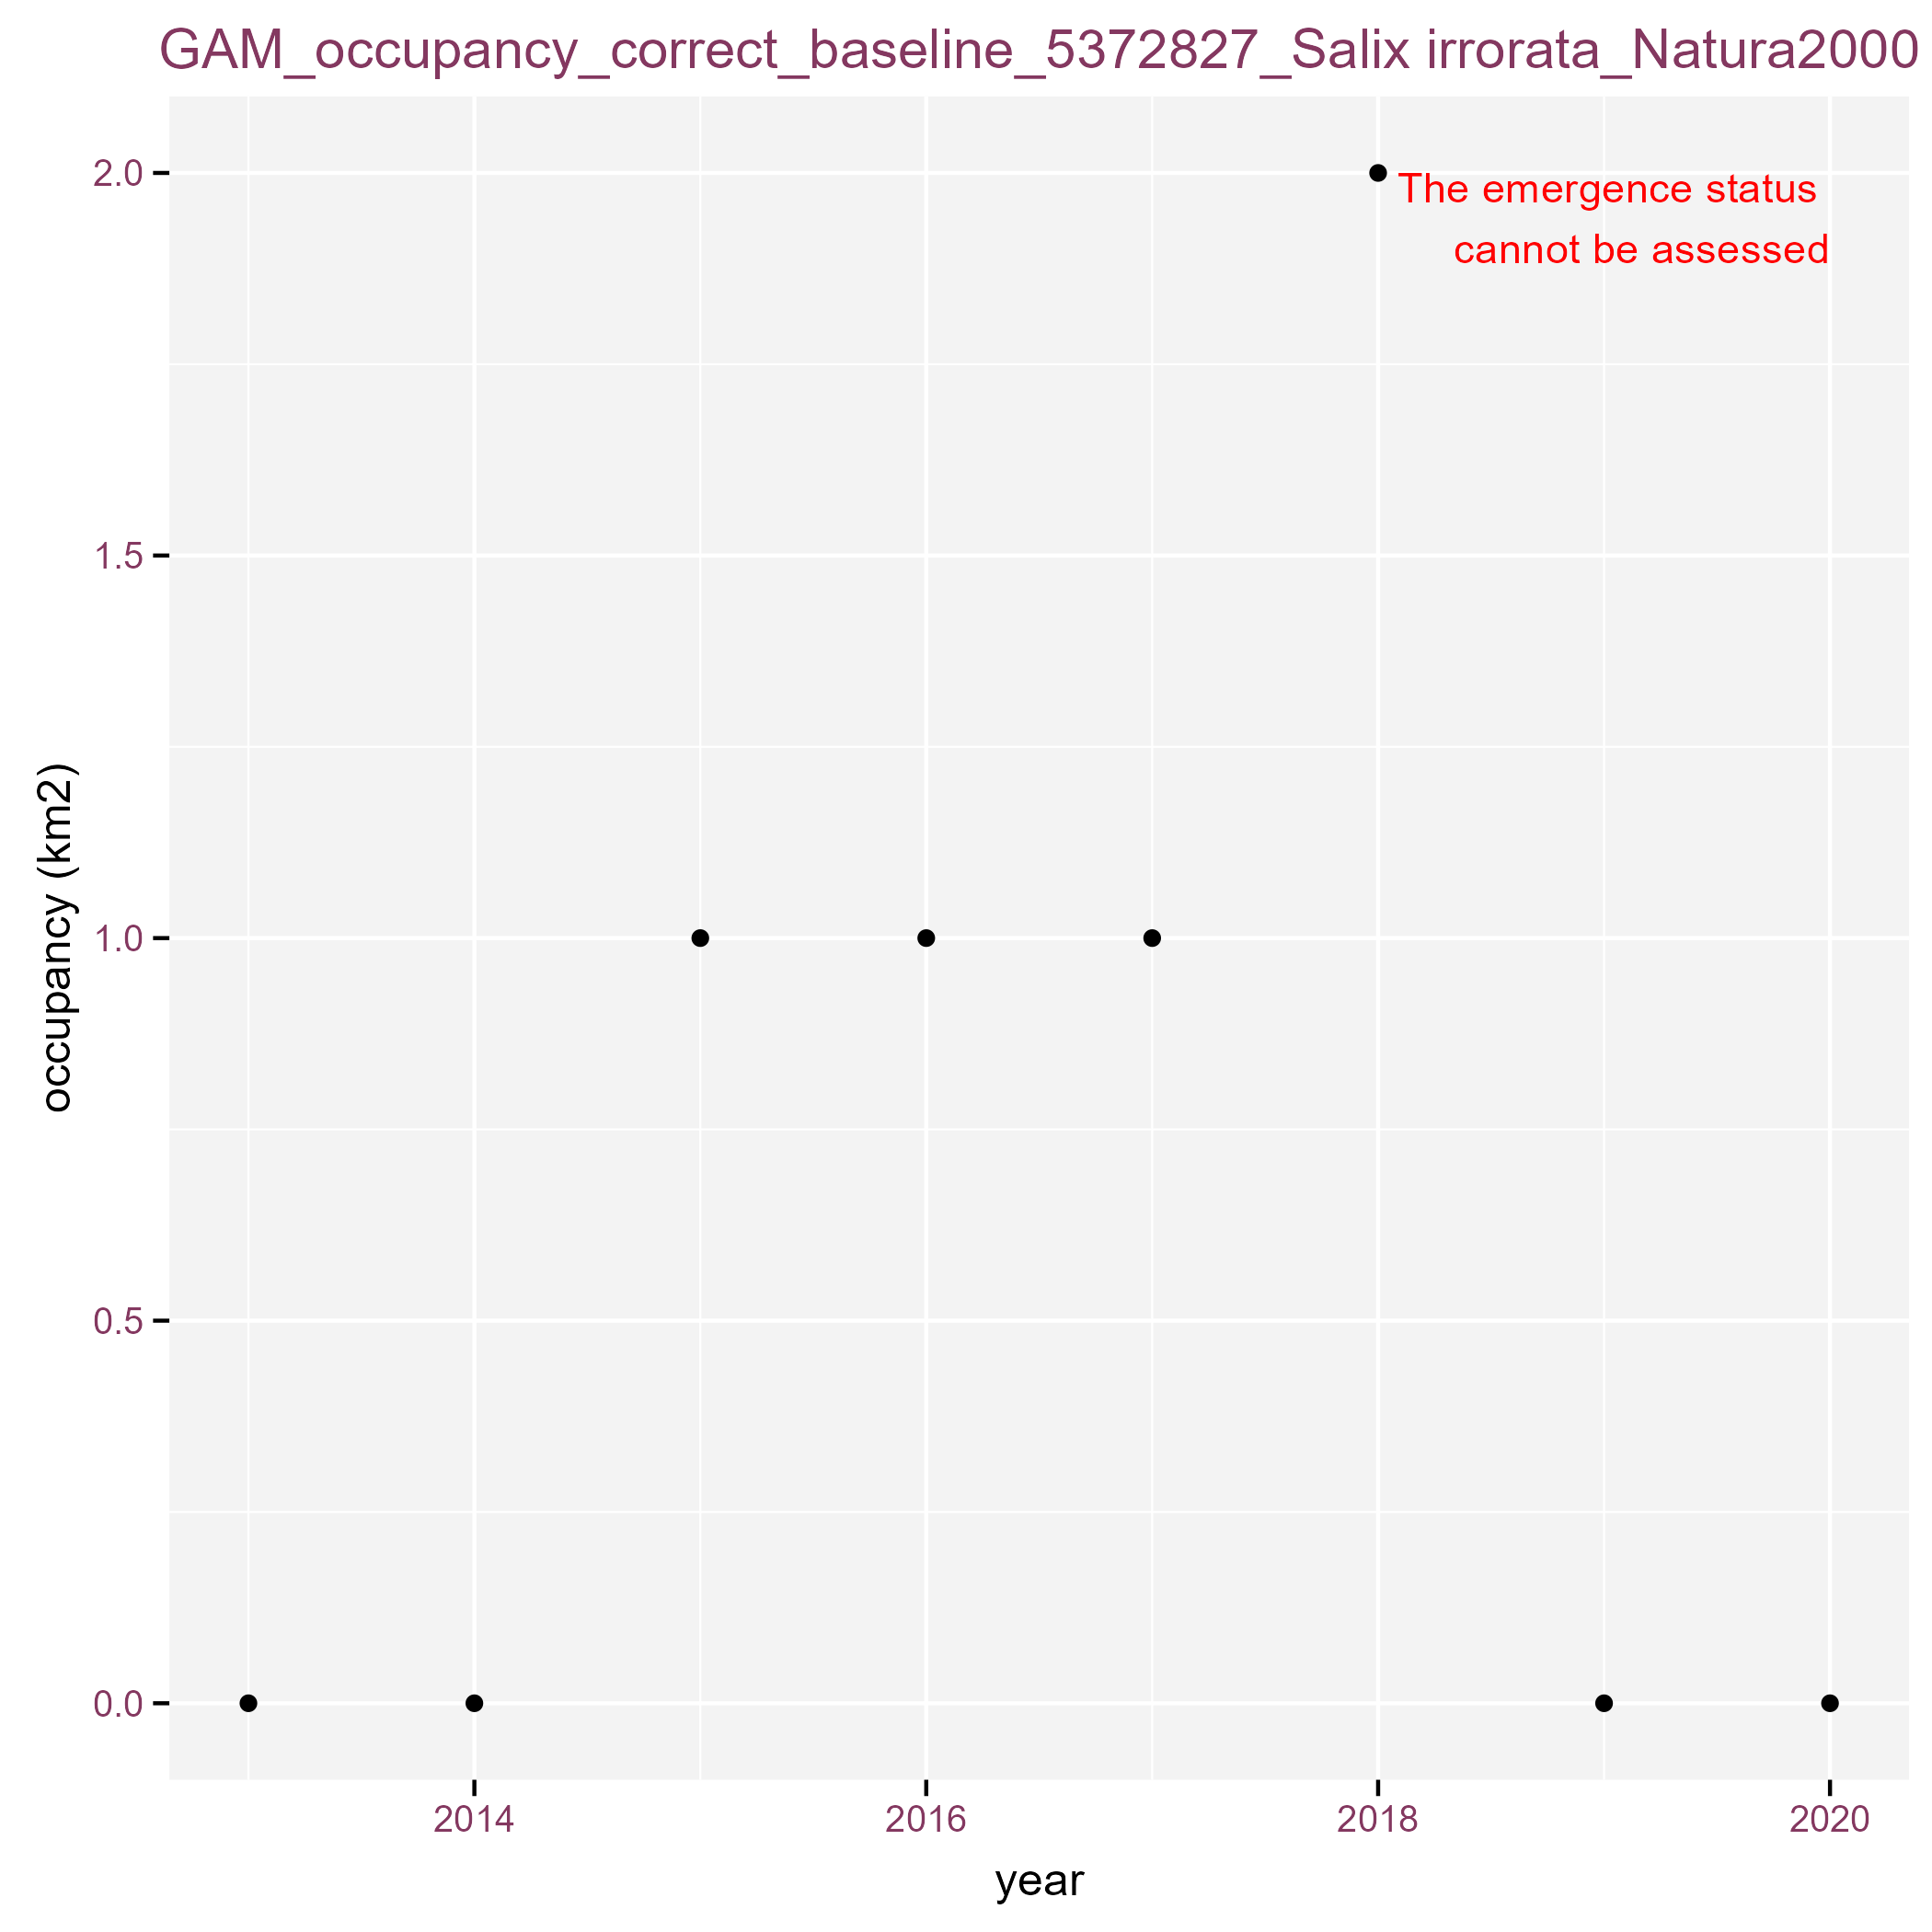 GAM_occupancy_correct_baseline_5372827_Salix irrorata_Natura2000
2.0
The emergence status
cannot be assessed
1.5
occupancy (km2)
1.0
0.5
0.0
2014 2016 2018 2020
year